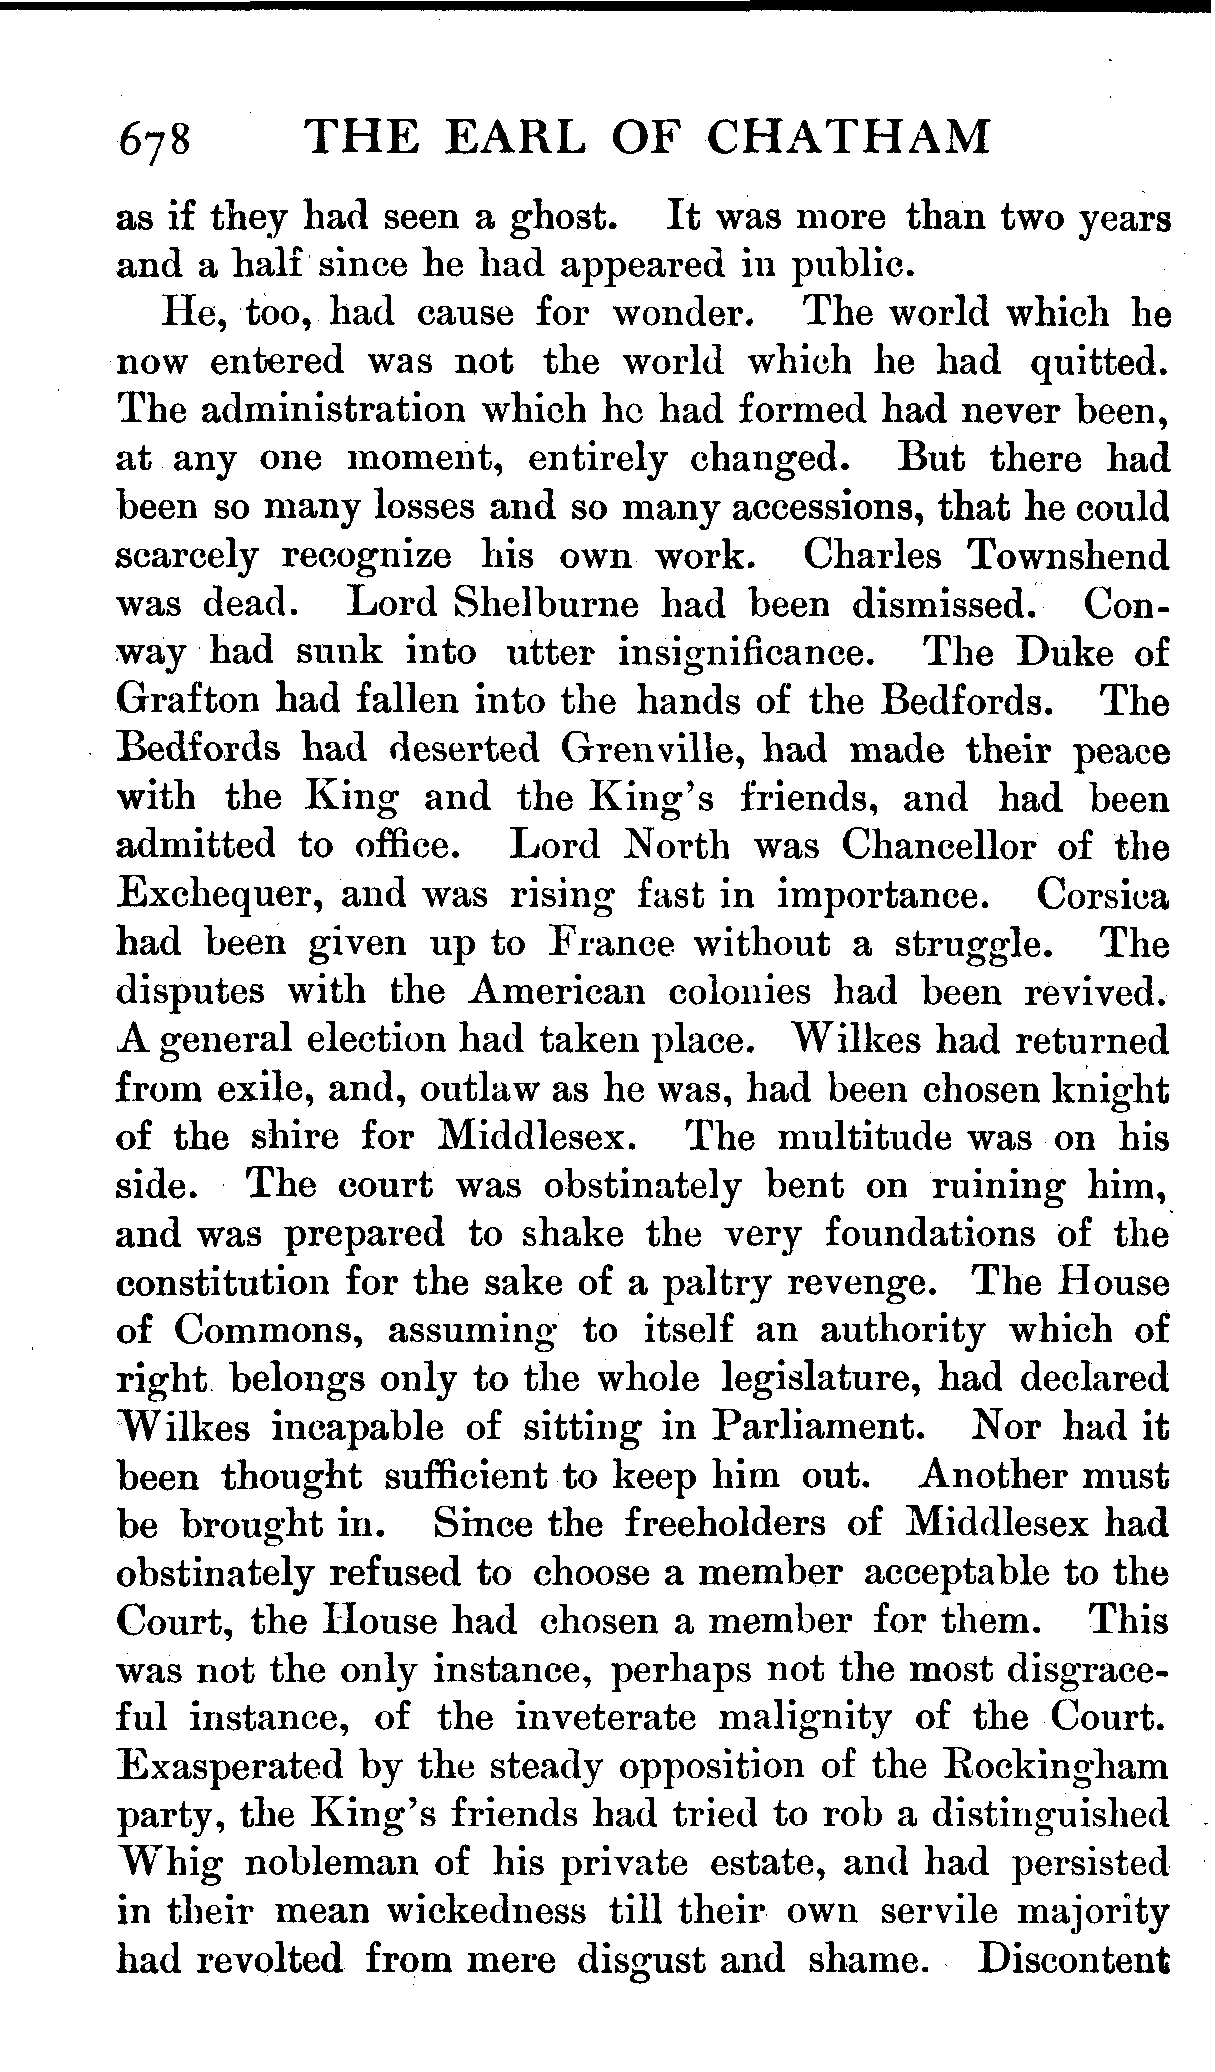 678 THE EARL OF CHATHAM
as if they had seen a ghost. It was more than two years
and a half since he had appeared in public.
He, too, had cause for wonder. The world which he
now entered was not the world which he had quitted.
The administration which he had formed had never been,
at any one moment, entirely changed. But there had
been so many losses and so many accessions, that he could
scarcely recognize his own work. Charles Townshend
was dead. Lord Shelburne had been dismissed. Con-
way had sunk into utter insignificance. The Duke of
Grafton had fallen into the hands of the Bedfords. The
Bedfords had deserted Grenville, had made their peace
with the King and the King's friends, and had been
admitted to office. Lord North was Chancellor of the
Exchequer, and was rising fast in importance. Corsica
had been given up to France without a struggle. The
disputes with the American colonies had been revived.
A general election had taken place. Wilkes had returned
from exile, and, outlaw as he was, had been chosen knight
of the shire for Middlesex. The multitude was on his
side. The court was obstinately bent on ruining him,
and was prepared to shake the very foundations of the
constitution for the sake of a paltry revenge. The House
of Commons, assuming to itself an authority which of
right belongs only to the whole legislature, had declared
Wilkes incapable of sitting in Parliament. Nor had it
been thought sufficient to keep him out. Another must
be brought in. Since the freeholders of Middlesex had
obstinately refused to choose a member acceptable to the
Court, the House had chosen a member for them. This
was not the only instance, perhaps not the most disgrace-
ful instance, of the inveterate malignity of the Court.
Exasperated by the steady opposition of the Rockingham
party, the King's friends had tried to rob a distinguished
Whig nobleman of his private estate, and had persisted
in their mean wickedness till their own servile majority
had revolted from mere disgust and shame. Discontent